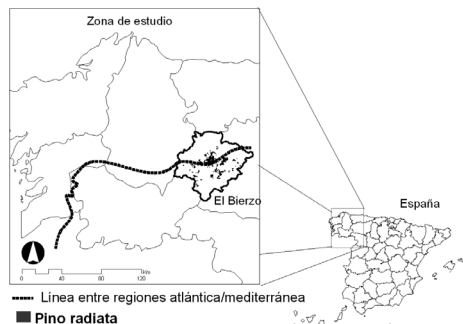 Zona de estudio
El Bierzo
España
0 40 80 120
Km
Línea entre regiones atlántica/mediterránea
Pino radiata